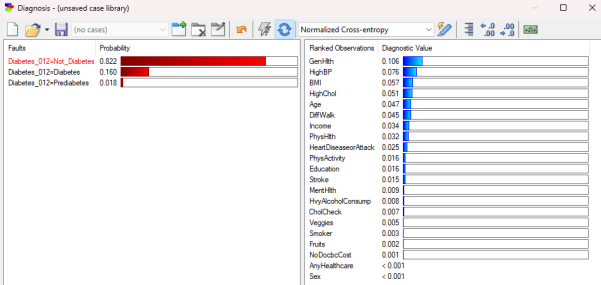 Diagnosis - (unsaved case library)
(no cases)
Normalized Cross-entropy
Faults Probability
Diabetes_012=Not_Diabetes 0.822
Diabetes_012=Diabetes 0.160
Diabetes_012=Prediabetes 0.018
Ranked Observations Diagnostic Value
GenHlth 0.106
HighBP 0.076
BMI 0.057
HighChol 0.051
Age 0.047
DiffWalk 0.045
Income 0.034
PhysHlth 0.032
HeartDiseaseorAttack 0.025
PhysActivity 0.016
Education 0.016
Stroke 0.015
MentHlth 0.009
HvyAlcoholConsump 0.008
CholCheck 0.007
Veggies 0.005
Smoker 0.003
Fruits 0.002
NoDocbcCost 0.001
AnyHealthcare < 0.001
Sex < 0.001